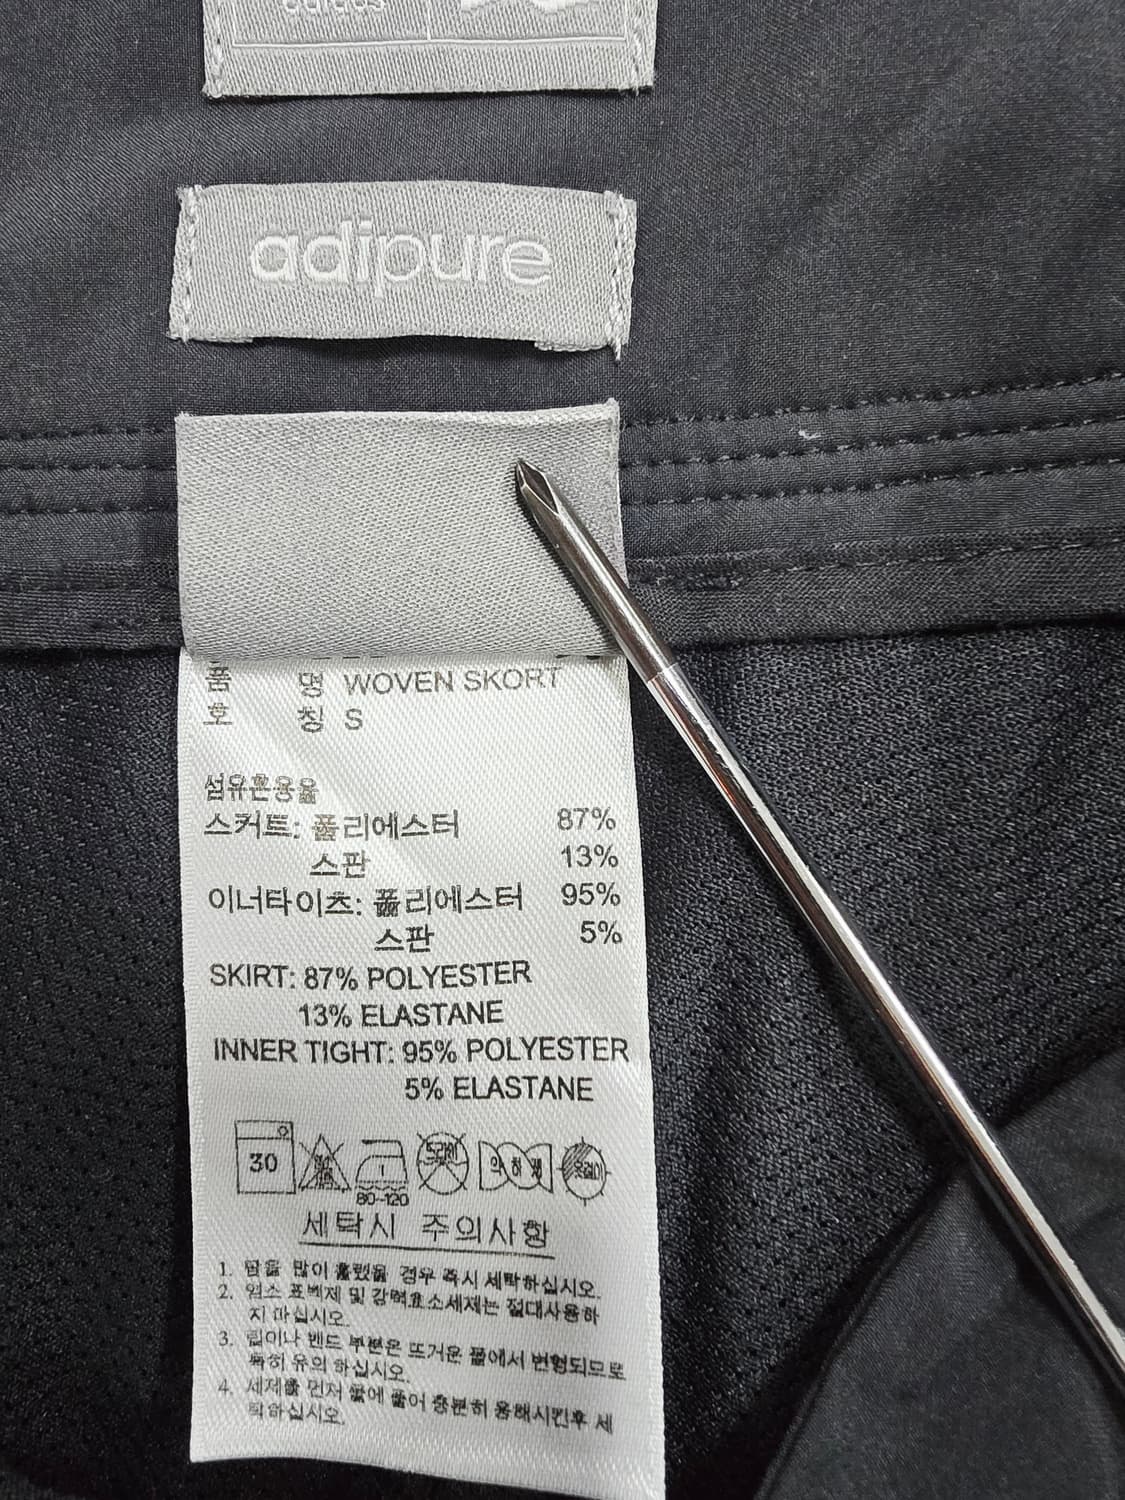 adidas
adipure
품 명 WOVEN SKORT
호 칭 S
섬유혼용율
스커트: 폴리에스터 87%
스판 13%
이너타이츠: 폴리에스터 95%
스판 5%
SKIRT: 87% POLYESTER
13% ELASTANE
INNER TIGHT: 95% POLYESTER
5% ELASTANE
30
80~120
약하게
세탁시 주의사항
1. 땀을 많이 흘렸을 경우 즉시 세탁하십시오.
2. 염소 표백제 및 강력효소세제는 절대사용하
지 마십시오.
3. 립이나 밴드 부분은 뜨거운 물에서 변형되므로
특히 유의 하십시오.
4. 세제를 먼저 물에 풀어 충분히 용해시킨후 세
탁하십시오.